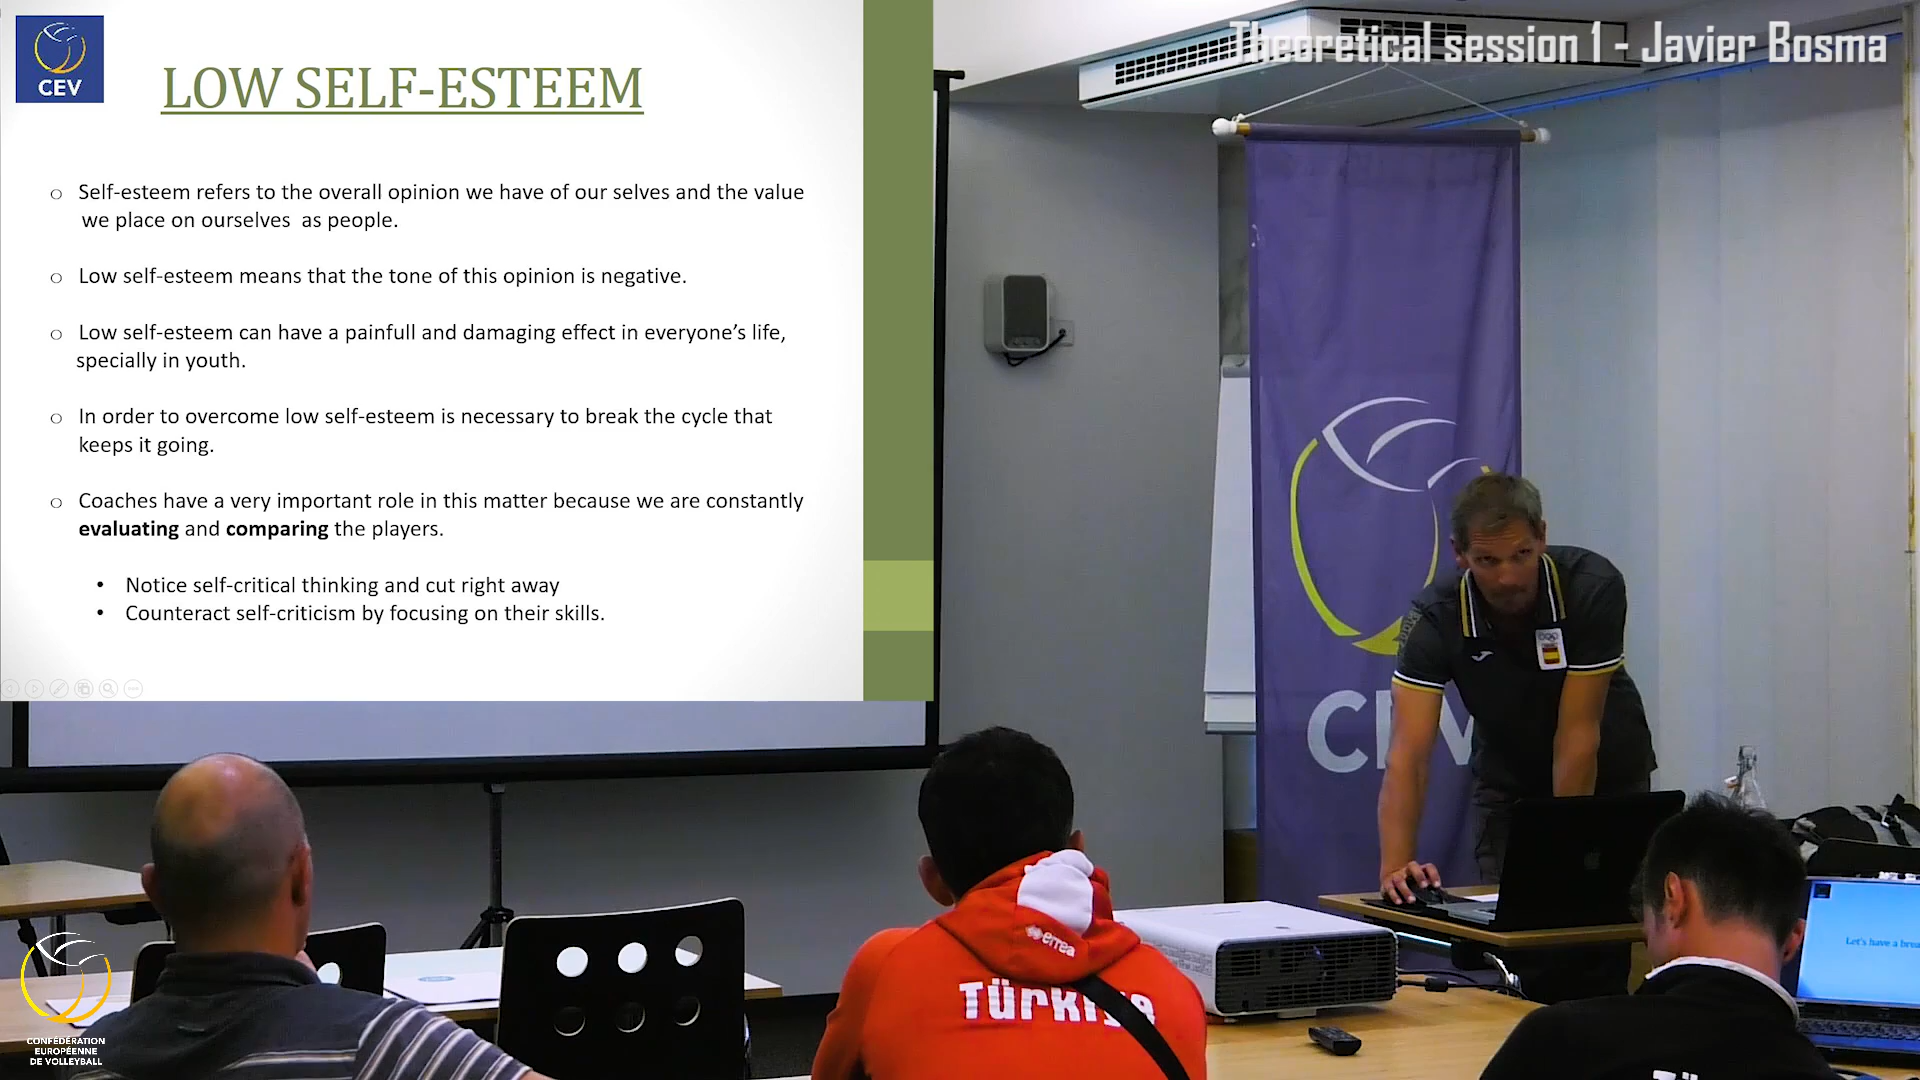 Theoretical session 1 - Javier Bosma
CEV
LOW SELF-ESTEEM
Self-esteem refers to the overall opinion we have of our selves and the value
we place on ourselves as people.
Low self-esteem means that the tone of this opinion is negative.
Low self-esteem can have a painfull and damaging effect in everyone's life,
specially in youth.
In order to overcome low self-esteem is necessary to break the cycle that
keeps it going.
Coaches have a very important role in this matter because we are constantly
evaluating and comparing the players.
Notice self-critical thinking and cut right away
Counteract self-criticism by focusing on their skills.
CEV
errea
TÜRKIYE
Let's have a
CONFÉDÉRATION
EUROPÉENNE
DE VOLLEYBALL